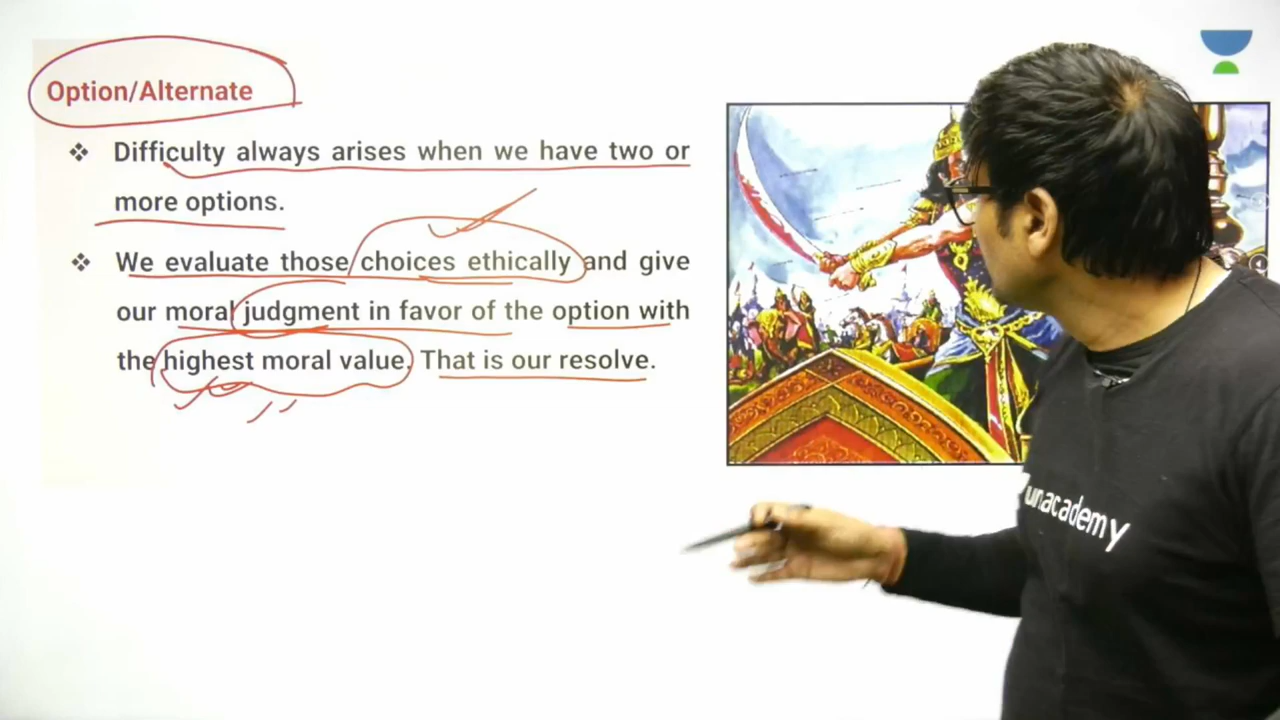 Option/Alternate
❖ Difficulty always arises when we have two or
more options.
❖ We evaluate those choices ethically and give
our moral judgment in favor of the option with
the highest moral value. That is our resolve.
unacademy